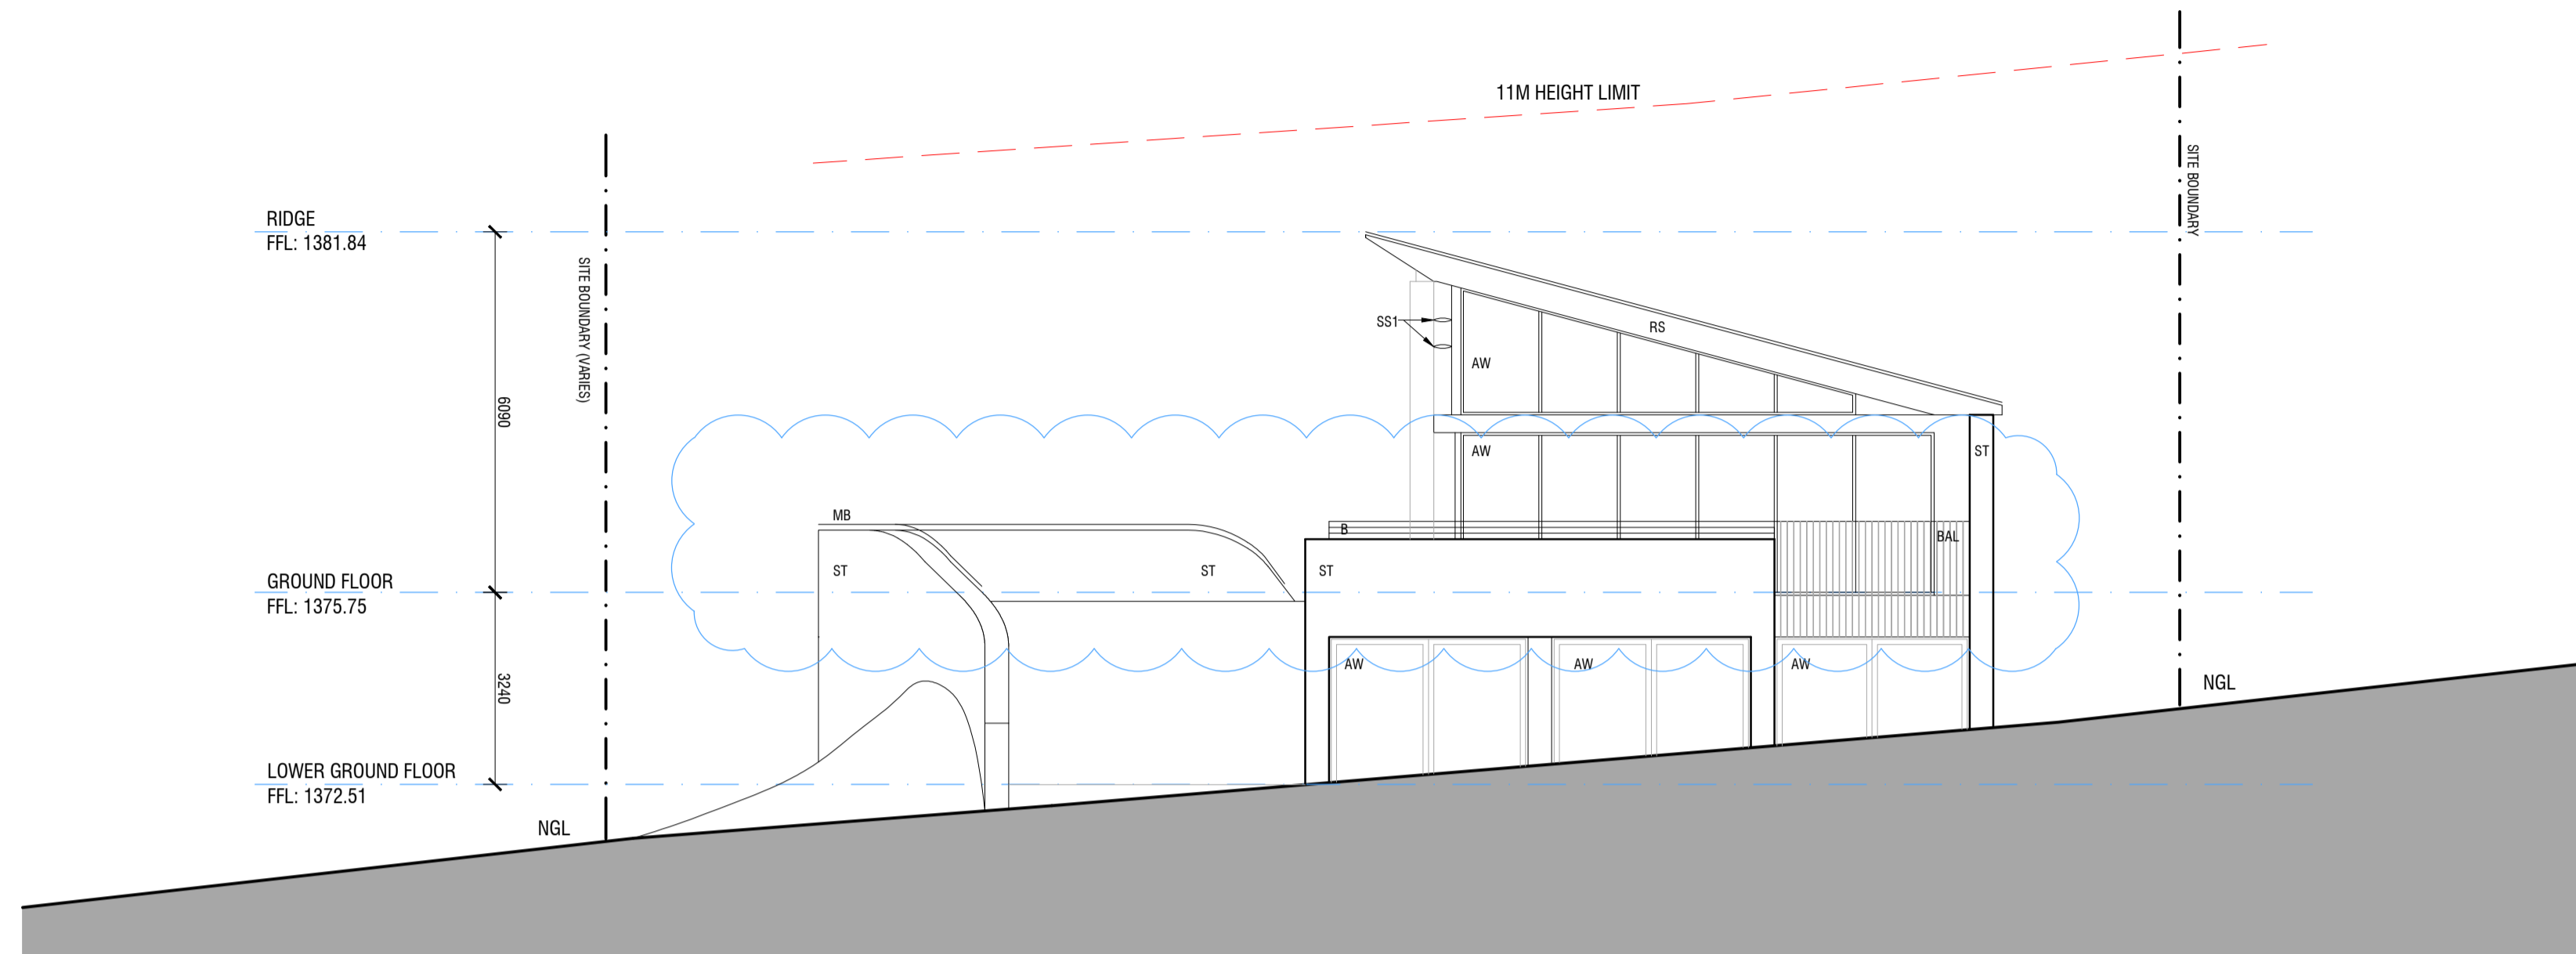 11M HEIGHT LIMIT
SITE BOUNDARY
RIDGE
FFL: 1381.84
SITE BOUNDARY (VARIES)
SS1
RS
AW
6090
AW
ST
MB
B
BAL
ST
ST
ST
GROUND FLOOR
FFL: 1375.75
AW
AW
AW
3240
NGL
LOWER GROUND FLOOR
FFL: 1372.51
NGL